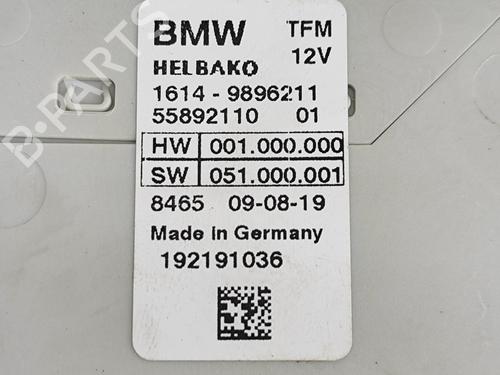 BMW TFM
12V
HELBAKO
1614 - 9896211
55892110 01
HW 001.000.000
SW 051.000.001
8465 09-08-19
Made in Germany
192191036
B-PARTS